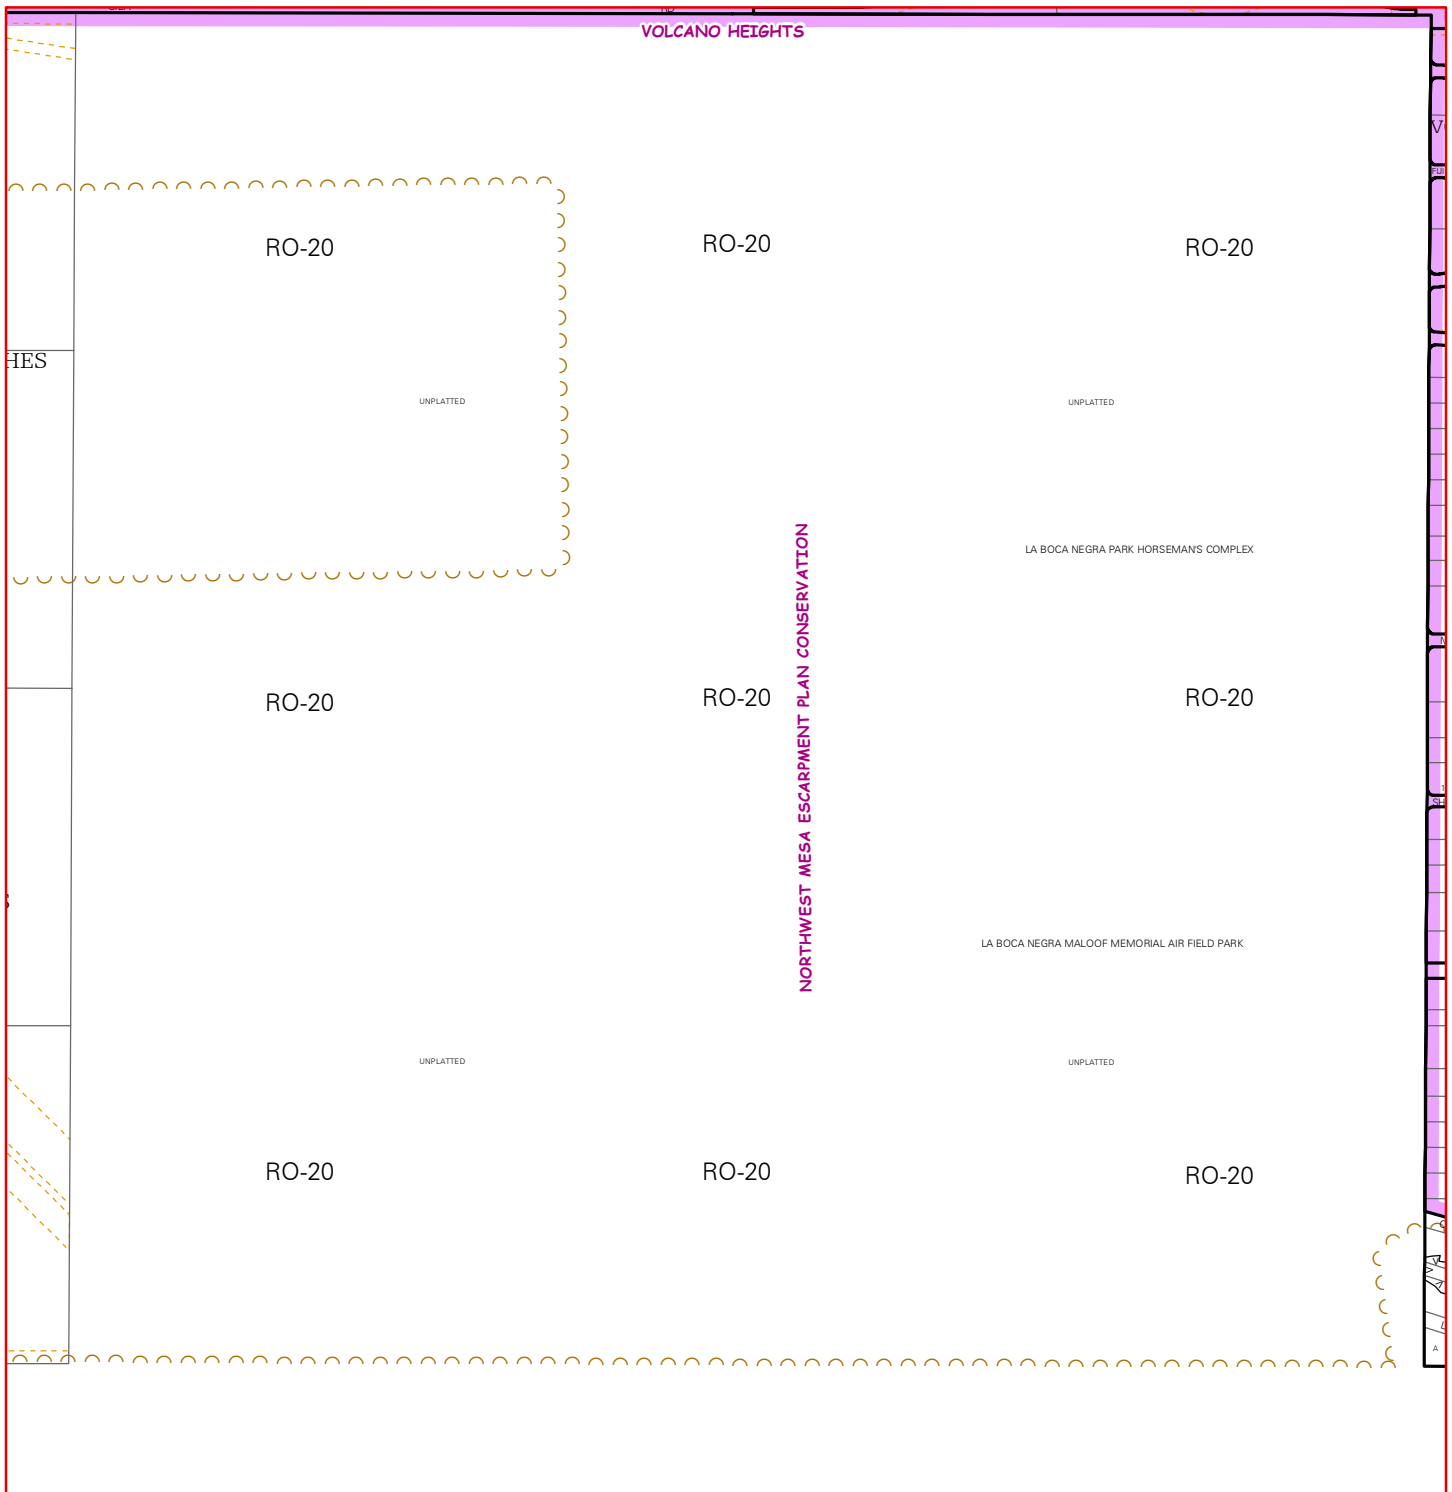 VOLCANO HEIGHTS
RO-20
RO-20
RO-20
HES
UNPLATTED
UNPLATTED
LA BOCA NEGRA PARK HORSEMAN'S COMPLEX
NORTHWEST MESA ESCARPMENT PLAN CONSERVATION
RO-20
RO-20
RO-20
SH
LA BOCA NEGRA MALOOF MEMORIAL AIR FIELD PARK
UNPLATTED
UNPLATTED
RO-20
RO-20
RO-20
A